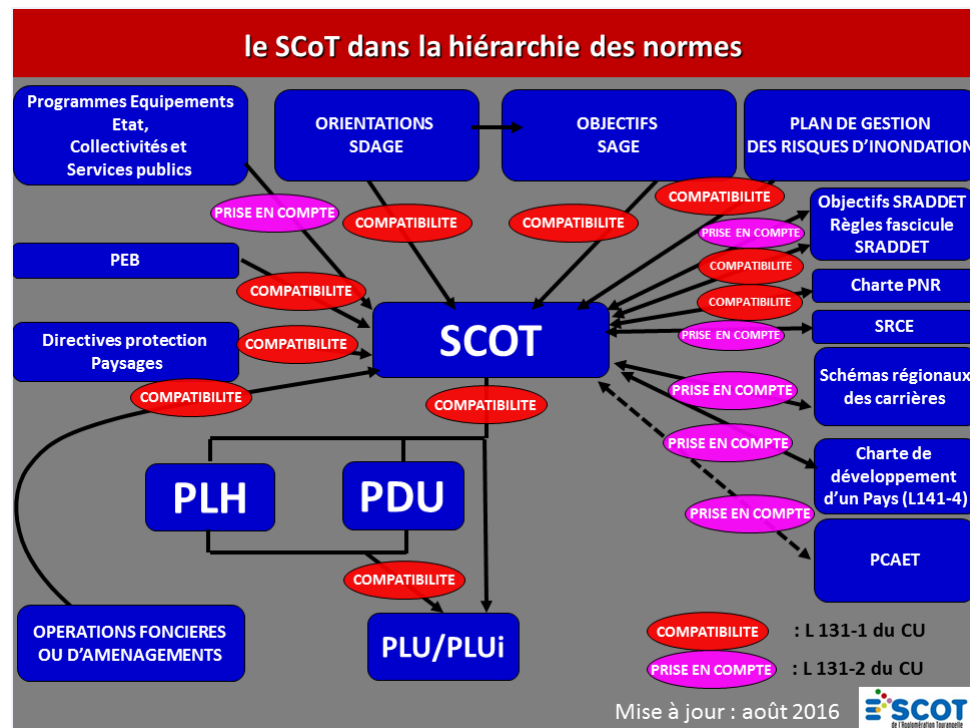 le SCoT dans la hiérarchie des normes
Programmes Equipements
Etat,
Collectivités et
Services publics
ORIENTATIONS
SDAGE
OBJECTIFS
SAGE
PLAN DE GESTION
DES RISQUES D'INONDATION
PRISE EN COMPTE
COMPATIBILITE
COMPATIBILITE
COMPATIBILITE
PRISE EN COMPTE
COMPATIBILITE
Objectifs SRADDET
Règles fascicule
SRADDET
PEB
COMPATIBILITE
COMPATIBILITE
Charte PNR
SCOT
PRISE EN COMPTE
SRCE
Directives protection
Paysages
COMPATIBILITE
COMPATIBILITE
COMPATIBILITE
PRISE EN COMPTE
Schémas régionaux
des carrières
PRISE EN COMPTE
Charte de
développement
d'un Pays (L141-4)
PLH
PDU
PRISE EN COMPTE
PCAET
COMPATIBILITE
OPERATIONS FONCIERES
OU D'AMENAGEMENTS
PLU/PLUi
COMPATIBILITE : L 131-1 du CU
PRISE EN COMPTE : L 131-2 du CU
Mise à jour : août 2016
SCOT
de l'Agglomération Tourangelle